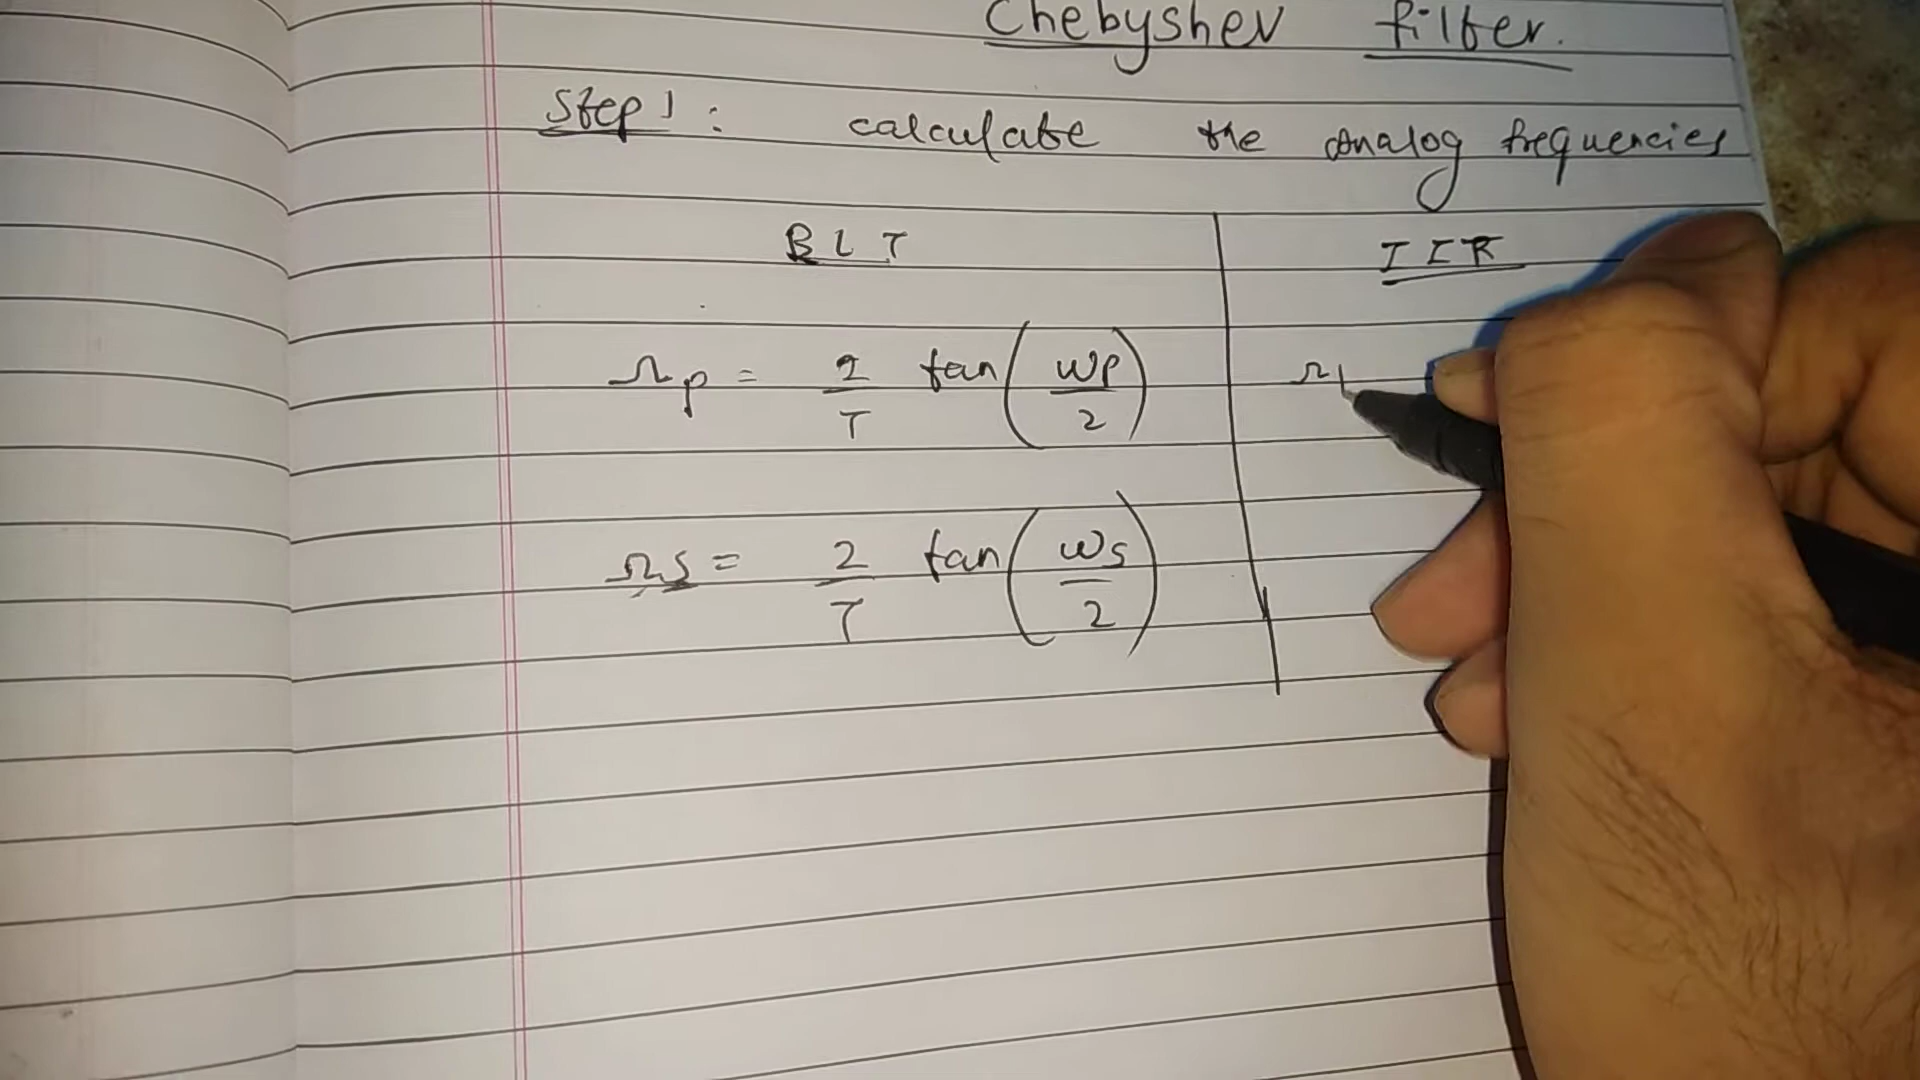 Chebyshev filter.
Step 1: calculate the analog frequencies
BLT
IIR
Ωp = 2/T tan(ωp/2)
Ω
Ωs = 2/T tan(ωs/2)